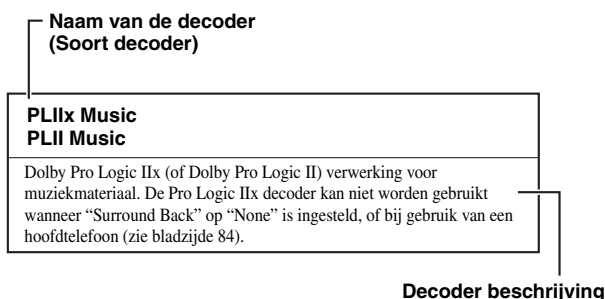 Naam van de decoder
(Soort decoder)
PLIIx Music
PLII Music
Dolby Pro Logic IIx (of Dolby Pro Logic II) verwerking voor
muziekmateriaal. De Pro Logic IIx decoder kan niet worden gebruikt
wanneer “Surround Back” op “None” is ingesteld, of bij gebruik van een
hoofdtelefoon (zie bladzijde 84).
Decoder beschrijving